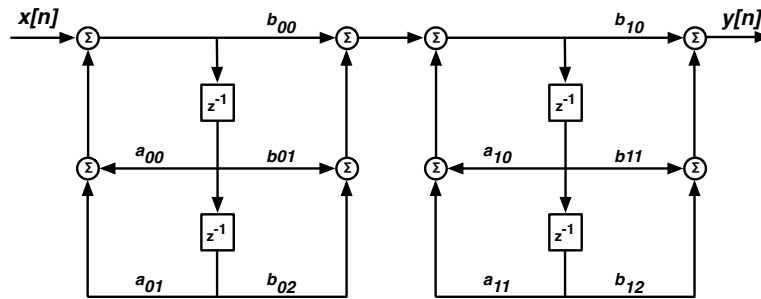 x[n] b₀₀ b₁₀ y[n]
Σ Σ Σ Σ
z⁻¹ z⁻¹
a₀₀ b01 a₁₀ b11
Σ Σ Σ Σ
z⁻¹ z⁻¹
a₀₁ b₀₂ a₁₁ b₁₂